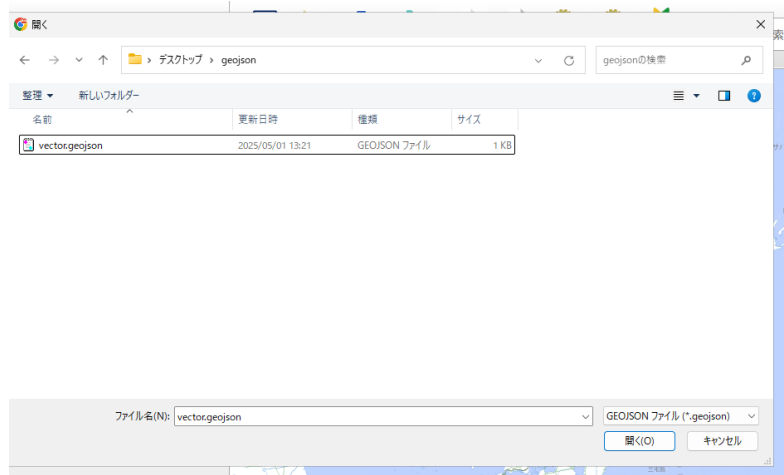 開く
デスクトップ > geojson
geojsonの検索
整理
新しいフォルダー
名前 更新日時 種類 サイズ
vector.geojson 2025/05/01 13:21 GEOJSON ファイル 1 KB
ファイル名(N): vector.geojson GEOJSON ファイル (*.geojson)
開く(O) キャンセル
索